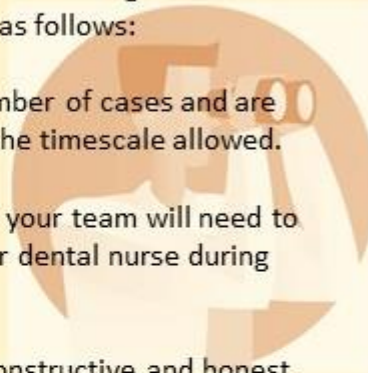 as follows:
mber of cases and are
he timescale allowed.
your team will need to
r dental nurse during
onstructive and honest